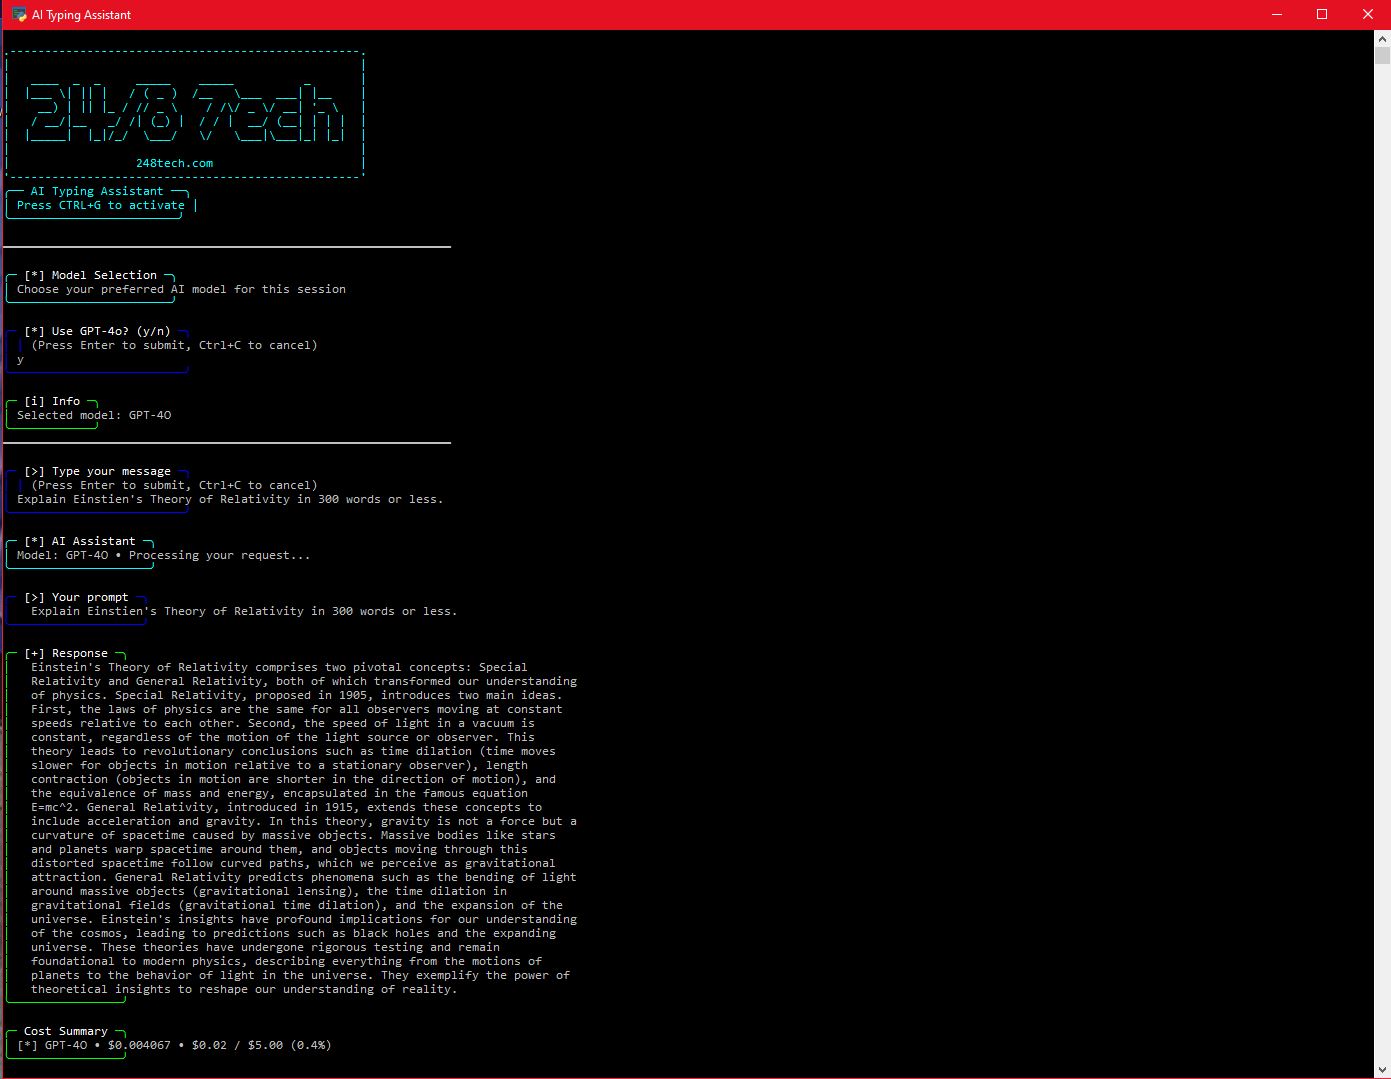 AI Typing Assistant
24/8 Tech
248tech.com
AI Typing Assistant
Press CTRL+G to activate |
[*] Model Selection
Choose your preferred AI model for this session
[*] Use GPT-4o? (y/n)
(Press Enter to submit, Ctrl+C to cancel)
y
[i] Info
Selected model: GPT-4O
[>] Type your message
(Press Enter to submit, Ctrl+C to cancel)
Explain Einstien's Theory of Relativity in 300 words or less.
[*] AI Assistant
Model: GPT-4O • Processing your request...
[>] Your prompt
Explain Einstien's Theory of Relativity in 300 words or less.
[+] Response
Einstein's Theory of Relativity comprises two pivotal concepts: Special
Relativity and General Relativity, both of which transformed our understanding
of physics. Special Relativity, proposed in 1905, introduces two main ideas.
First, the laws of physics are the same for all observers moving at constant
speeds relative to each other. Second, the speed of light in a vacuum is
constant, regardless of the motion of the light source or observer. This
theory leads to revolutionary conclusions such as time dilation (time moves
slower for objects in motion relative to a stationary observer), length
contraction (objects in motion are shorter in the direction of motion), and
the equivalence of mass and energy, encapsulated in the famous equation
E=mc^2. General Relativity, introduced in 1915, extends these concepts to
include acceleration and gravity. In this theory, gravity is not a force but a
curvature of spacetime caused by massive objects. Massive bodies like stars
and planets warp spacetime around them, and objects moving through this
distorted spacetime follow curved paths, which we perceive as gravitational
attraction. General Relativity predicts phenomena such as the bending of light
around massive objects (gravitational lensing), the time dilation in
gravitational fields (gravitational time dilation), and the expansion of the
universe. Einstein's insights have profound implications for our understanding
of the cosmos, leading to predictions such as black holes and the expanding
universe. These theories have undergone rigorous testing and remain
foundational to modern physics, describing everything from the motions of
planets to the behavior of light in the universe. They exemplify the power of
theoretical insights to reshape our understanding of reality.
Cost Summary
[*] GPT-4O • $0.004067 • $0.02 / $5.00 (0.4%)